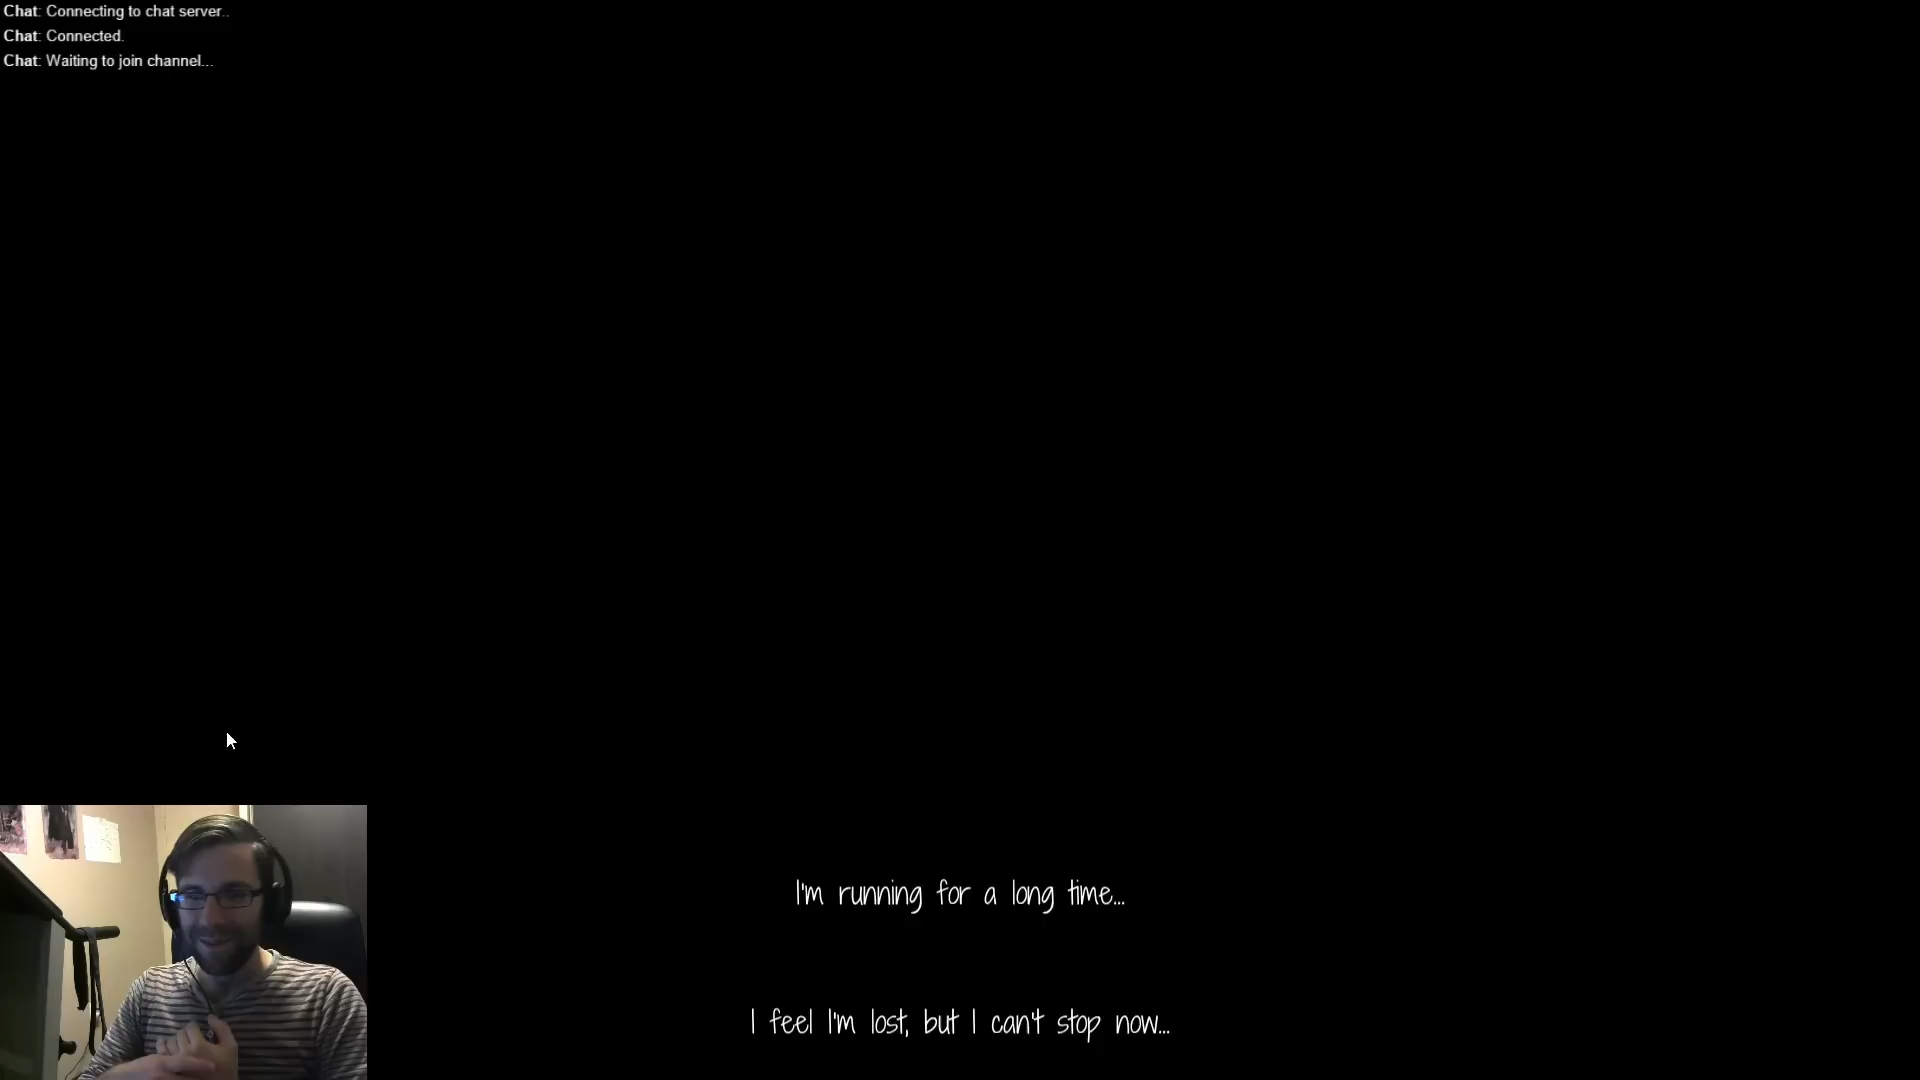 Chat: Connecting to chat server..
Chat: Connected.
Chat: Waiting to join channel...
I'm running for a long time...
I feel I'm lost, but I can't stop now...